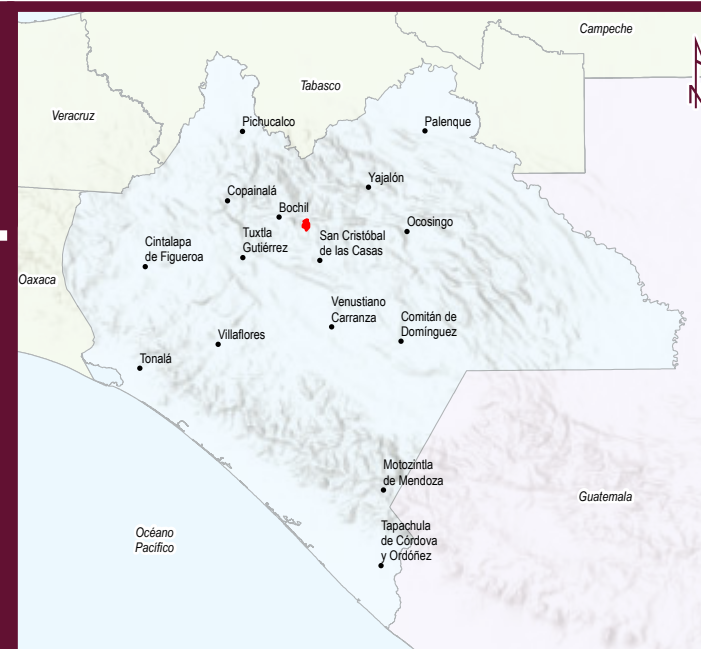 Campeche
Tabasco
Veracruz
Pichucalco
Palenque
Yajalón
Copainalá
Bochil
Ocosingo
Tuxtla
Gutiérrez
San Cristóbal
de las Casas
Cintalapa
de Figueroa
Oaxaca
Venustiano
Carranza
Comitán de
Domínguez
Villaflores
Tonalá
Motozintla
de Mendoza
Guatemala
Océano
Pacífico
Tapachula
de Córdova
y Ordóñez